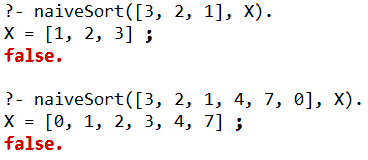 ?- naiveSort([3, 2, 1], X).
X = [1, 2, 3] ;
false.
?- naiveSort([3, 2, 1, 4, 7, 0], X).
X = [0, 1, 2, 3, 4, 7] ;
false.